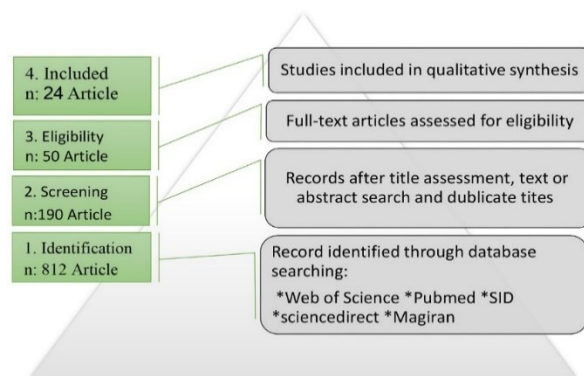 4. Included
n: 24 Article
Studies included in qualitative synthesis
3. Eligibility
n: 50 Article
Full-text articles assessed for eligibility
2. Screening
n:190 Article
Records after title assessment, text or
abstract search and dublicate tites
1. Identification
n: 812 Article
Record identified through database
searching:
*Web of Science *Pubmed *SID
*sciencedirect *Magiran